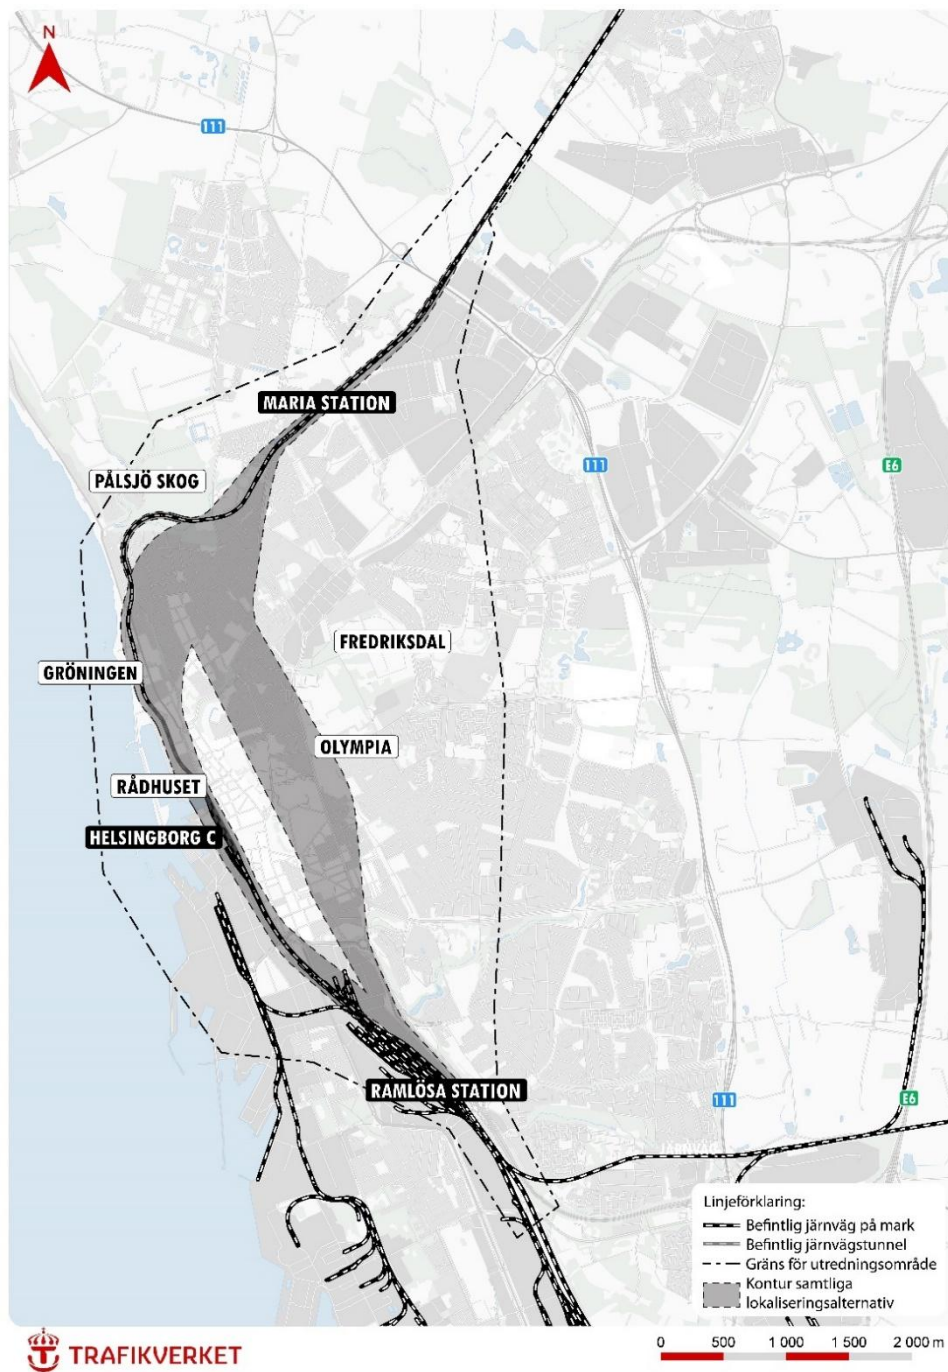 N
111
MARIA STATION
111
E6
PÅLSJÖ SKOG
FREDRIKSDAL
GRÖNINGEN
OLYMPIA
RÅDHUSET
HELSINGBORG C
RAMLÖSA STATION
111
E6
Linjeförklaring:
Befintlig järnväg på mark
Befintlig järnvägstunnel
Gräns för utredningsområde
Kontur samtliga
lokaliseringsalternativ
TRAFIKVERKET
0 500 1 000 1 500 2 000 m